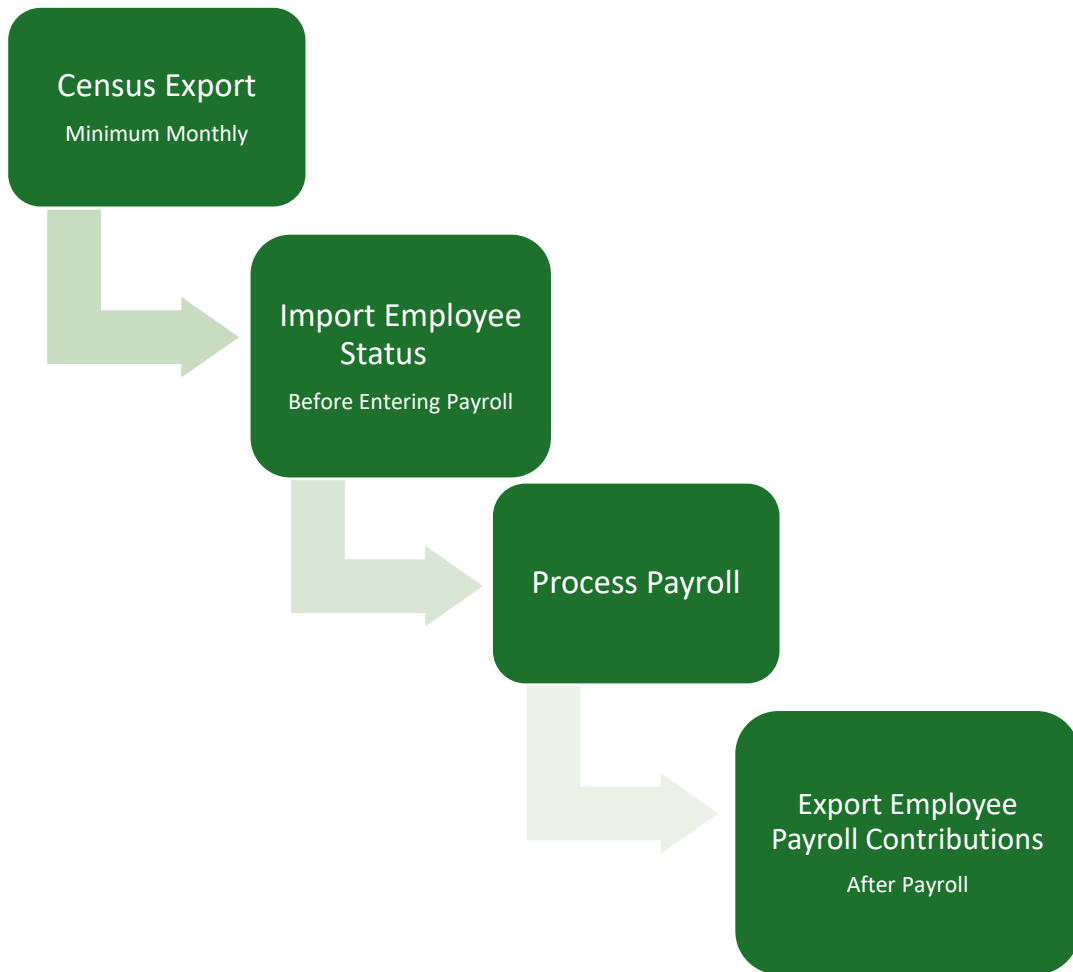 Census Export
Minimum Monthly
Import Employee
Status
Before Entering Payroll
Process Payroll
Export Employee
Payroll Contributions
After Payroll